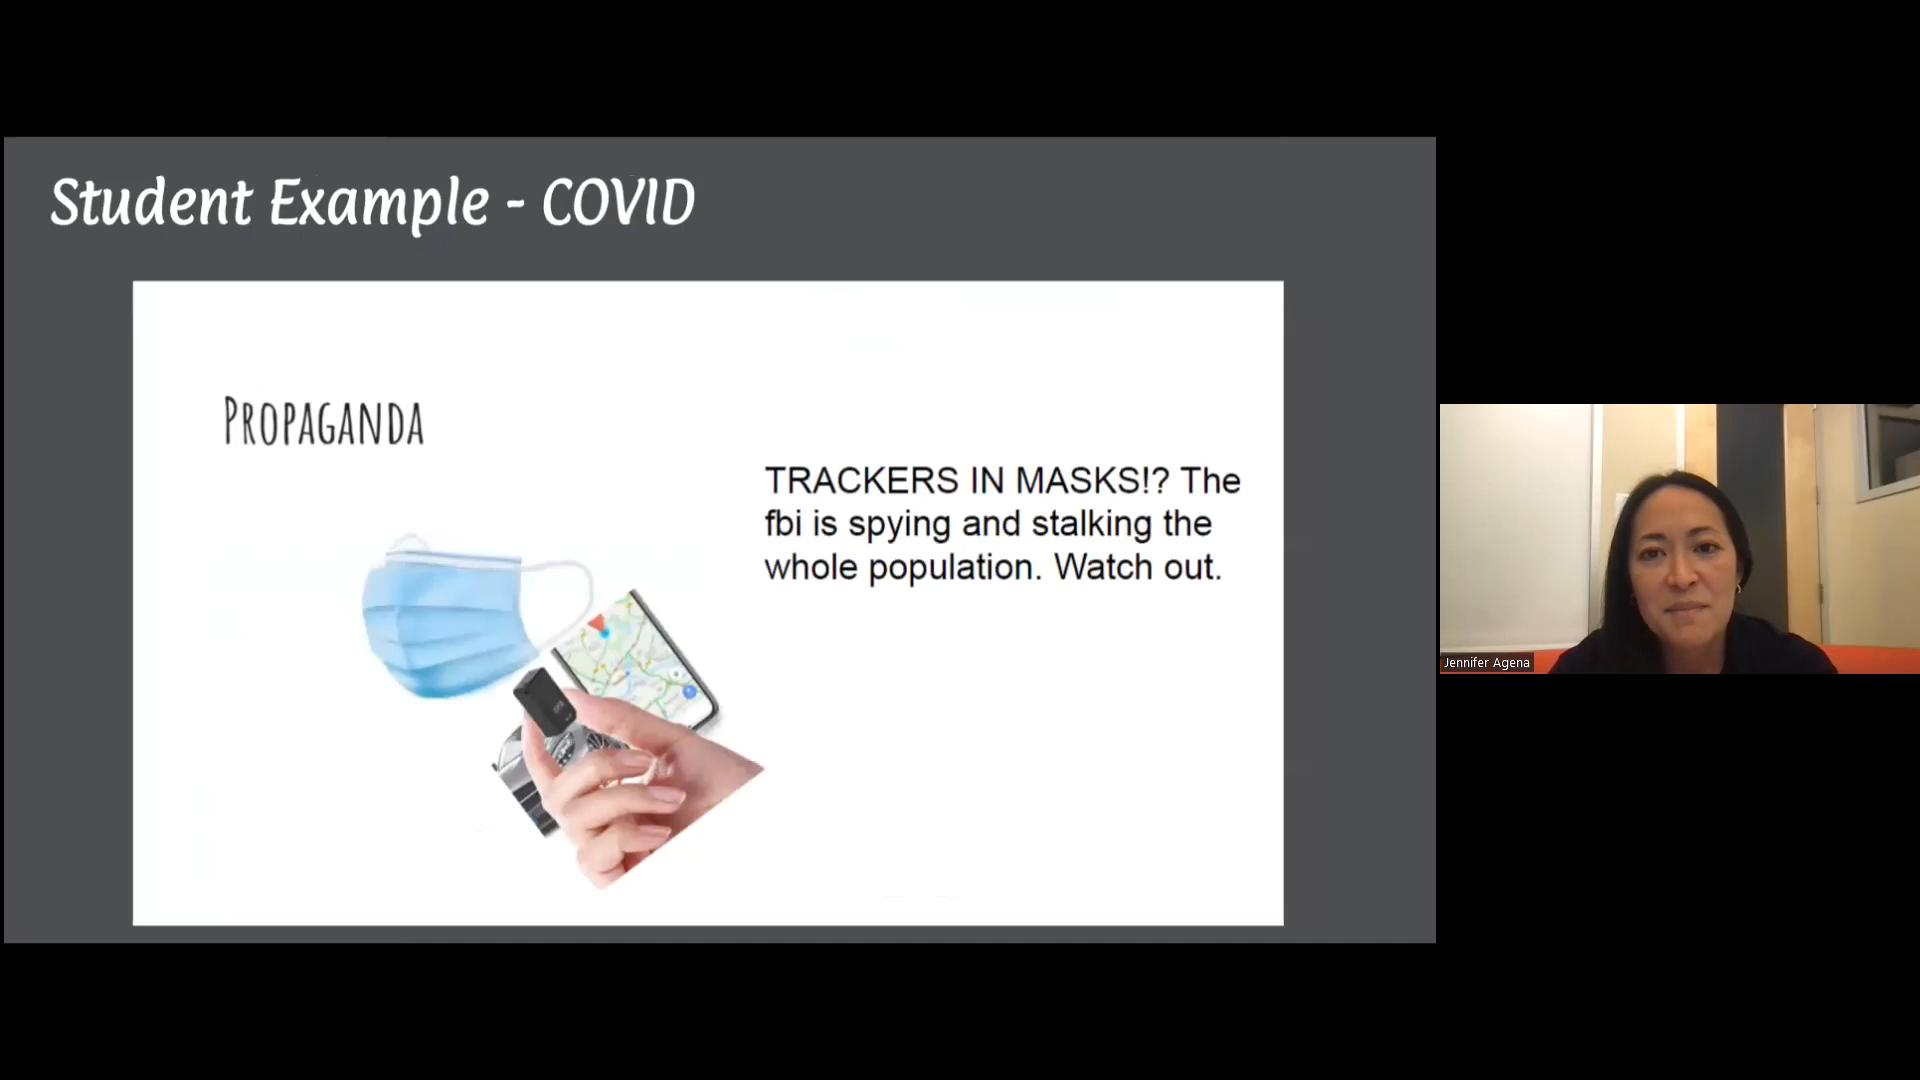 Student Example - COVID
PROPAGANDA
TRACKERS IN MASKS!? The
fbi is spying and stalking the
whole population. Watch out.
Jennifer Agena